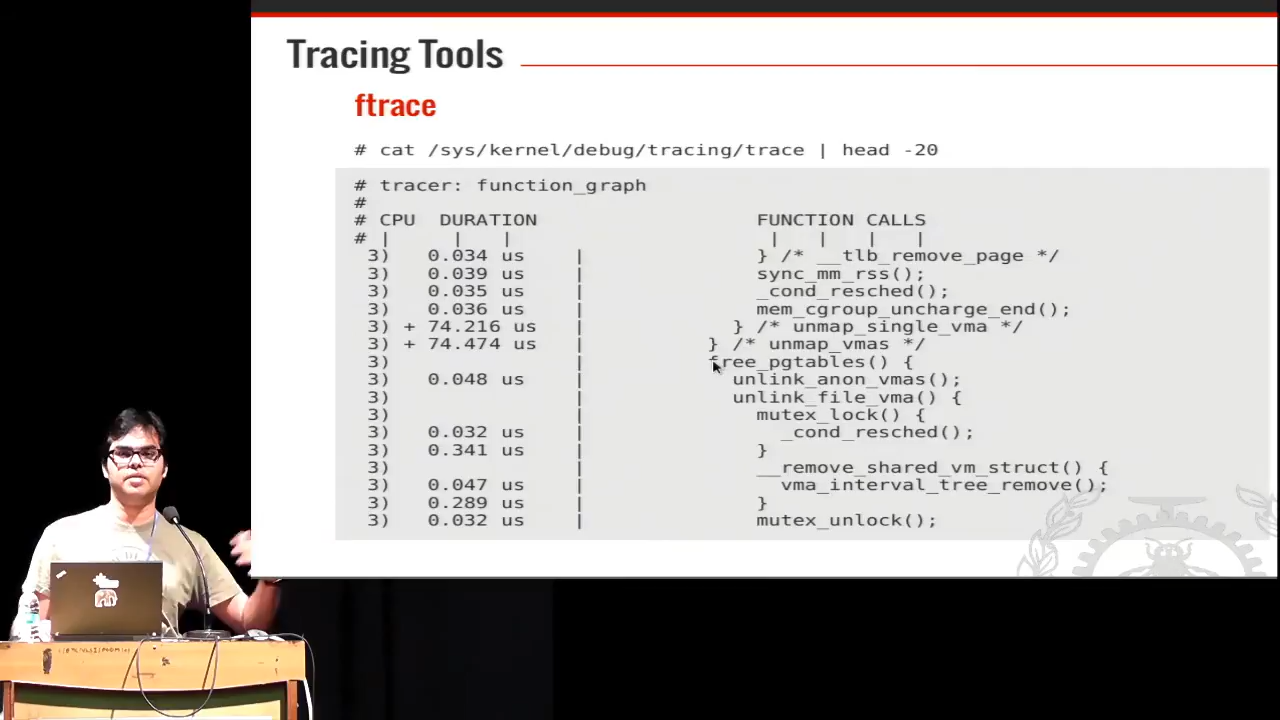 Tracing Tools
ftrace
# cat /sys/kernel/debug/tracing/trace | head -20
# tracer: function_graph
#
# CPU  DURATION                  FUNCTION CALLS
# |     |   |                     |   |   |   |
 3)   0.034 us    |               } /* __tlb_remove_page */
 3)   0.039 us    |               sync_mm_rss();
 3)   0.035 us    |               _cond_resched();
 3)   0.036 us    |               mem_cgroup_uncharge_end();
 3) + 74.216 us   |             } /* unmap_single_vma */
 3) + 74.474 us   |           } /* unmap_vmas */
 3)               |           free_pgtables() {
 3)   0.048 us    |             unlink_anon_vmas();
 3)               |             unlink_file_vma() {
 3)               |               mutex_lock() {
 3)   0.032 us    |                 _cond_resched();
 3)   0.341 us    |               }
 3)               |               __remove_shared_vm_struct() {
 3)   0.047 us    |                 vma_interval_tree_remove();
 3)   0.289 us    |               }
 3)   0.032 us    |               mutex_unlock();